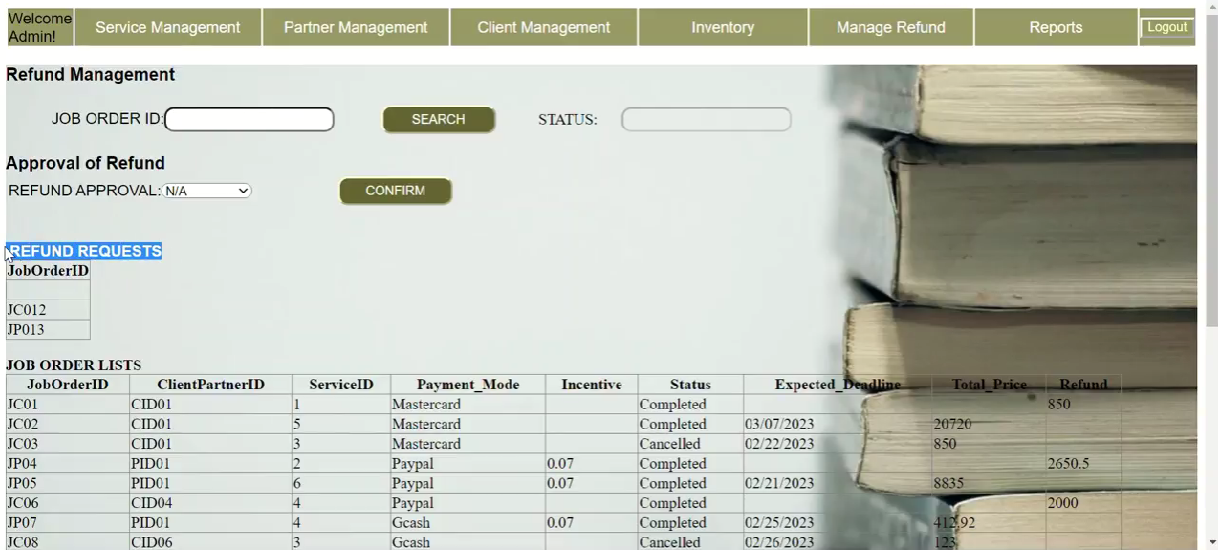 Welcome Admin! Service Management Partner Management Client Management Inventory Manage Refund Reports Logout
Refund Management
JOB ORDER ID: SEARCH STATUS:
Approval of Refund
REFUND APPROVAL: N/A CONFIRM
REFUND REQUESTS
JobOrderID
JC012
JP013
JOB ORDER LISTS
JobOrderID ClientPartnerID ServiceID Payment_Mode Incentive Status Expected_Deadline Total_Price Refund
JC01 CID01 1 Mastercard Completed 850
JC02 CID01 5 Mastercard Completed 03/07/2023 20720
JC03 CID01 3 Mastercard Cancelled 02/22/2023 850
JP04 PID01 2 Paypal 0.07 Completed 2650.5
JP05 PID01 6 Paypal 0.07 Completed 02/21/2023 8835
JC06 CID04 4 Paypal Completed 2000
JP07 PID01 4 Gcash 0.07 Completed 02/25/2023 412.92
JC08 CID06 3 Gcash Cancelled 02/26/2023 123